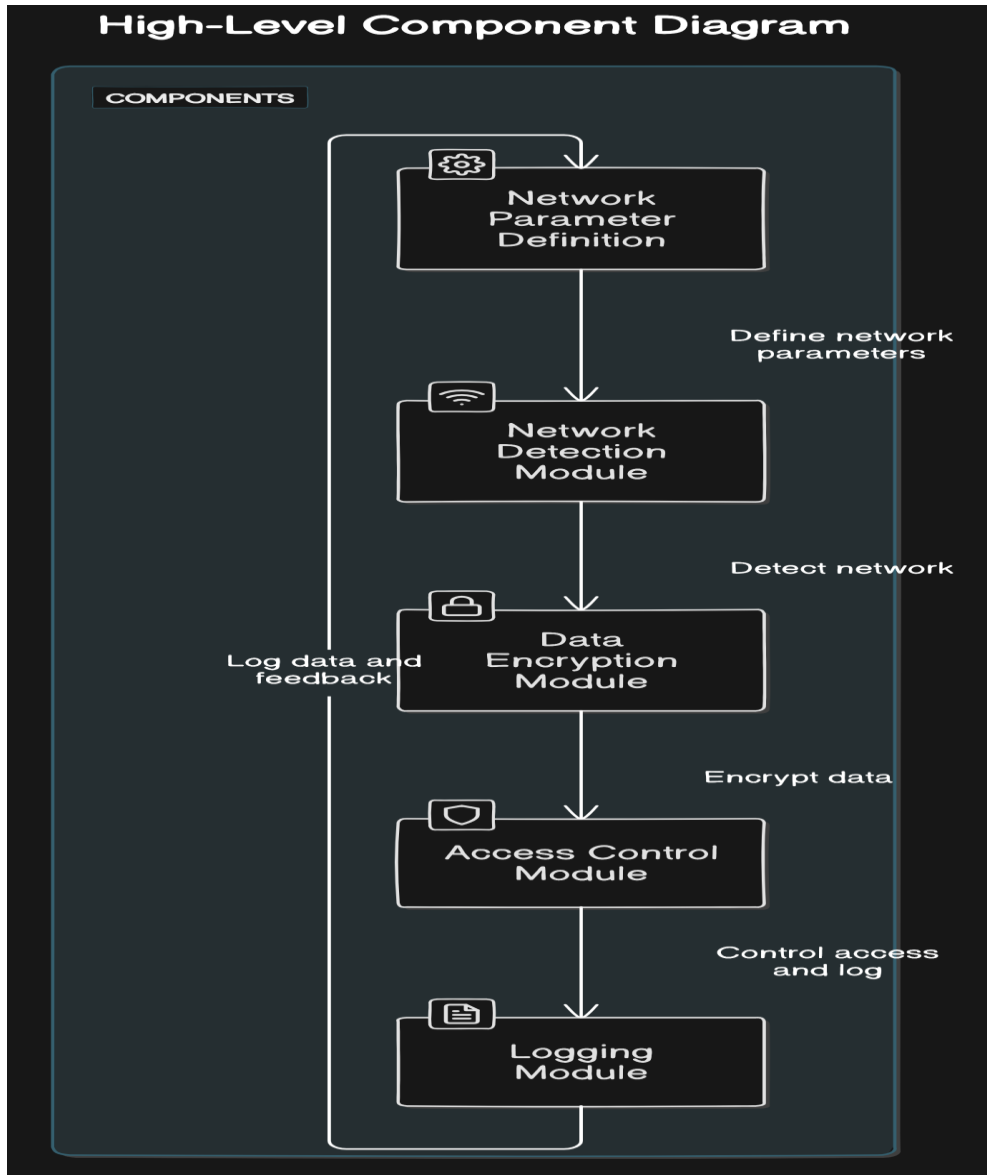 High-Level Component Diagram
COMPONENTS
Network
Parameter
Definition
Define network
parameters
Network
Detection
Module
Detect network
Data
Encryption
Module
Log data and
feedback
Encrypt data
Access Control
Module
Control access
and log
Logging
Module